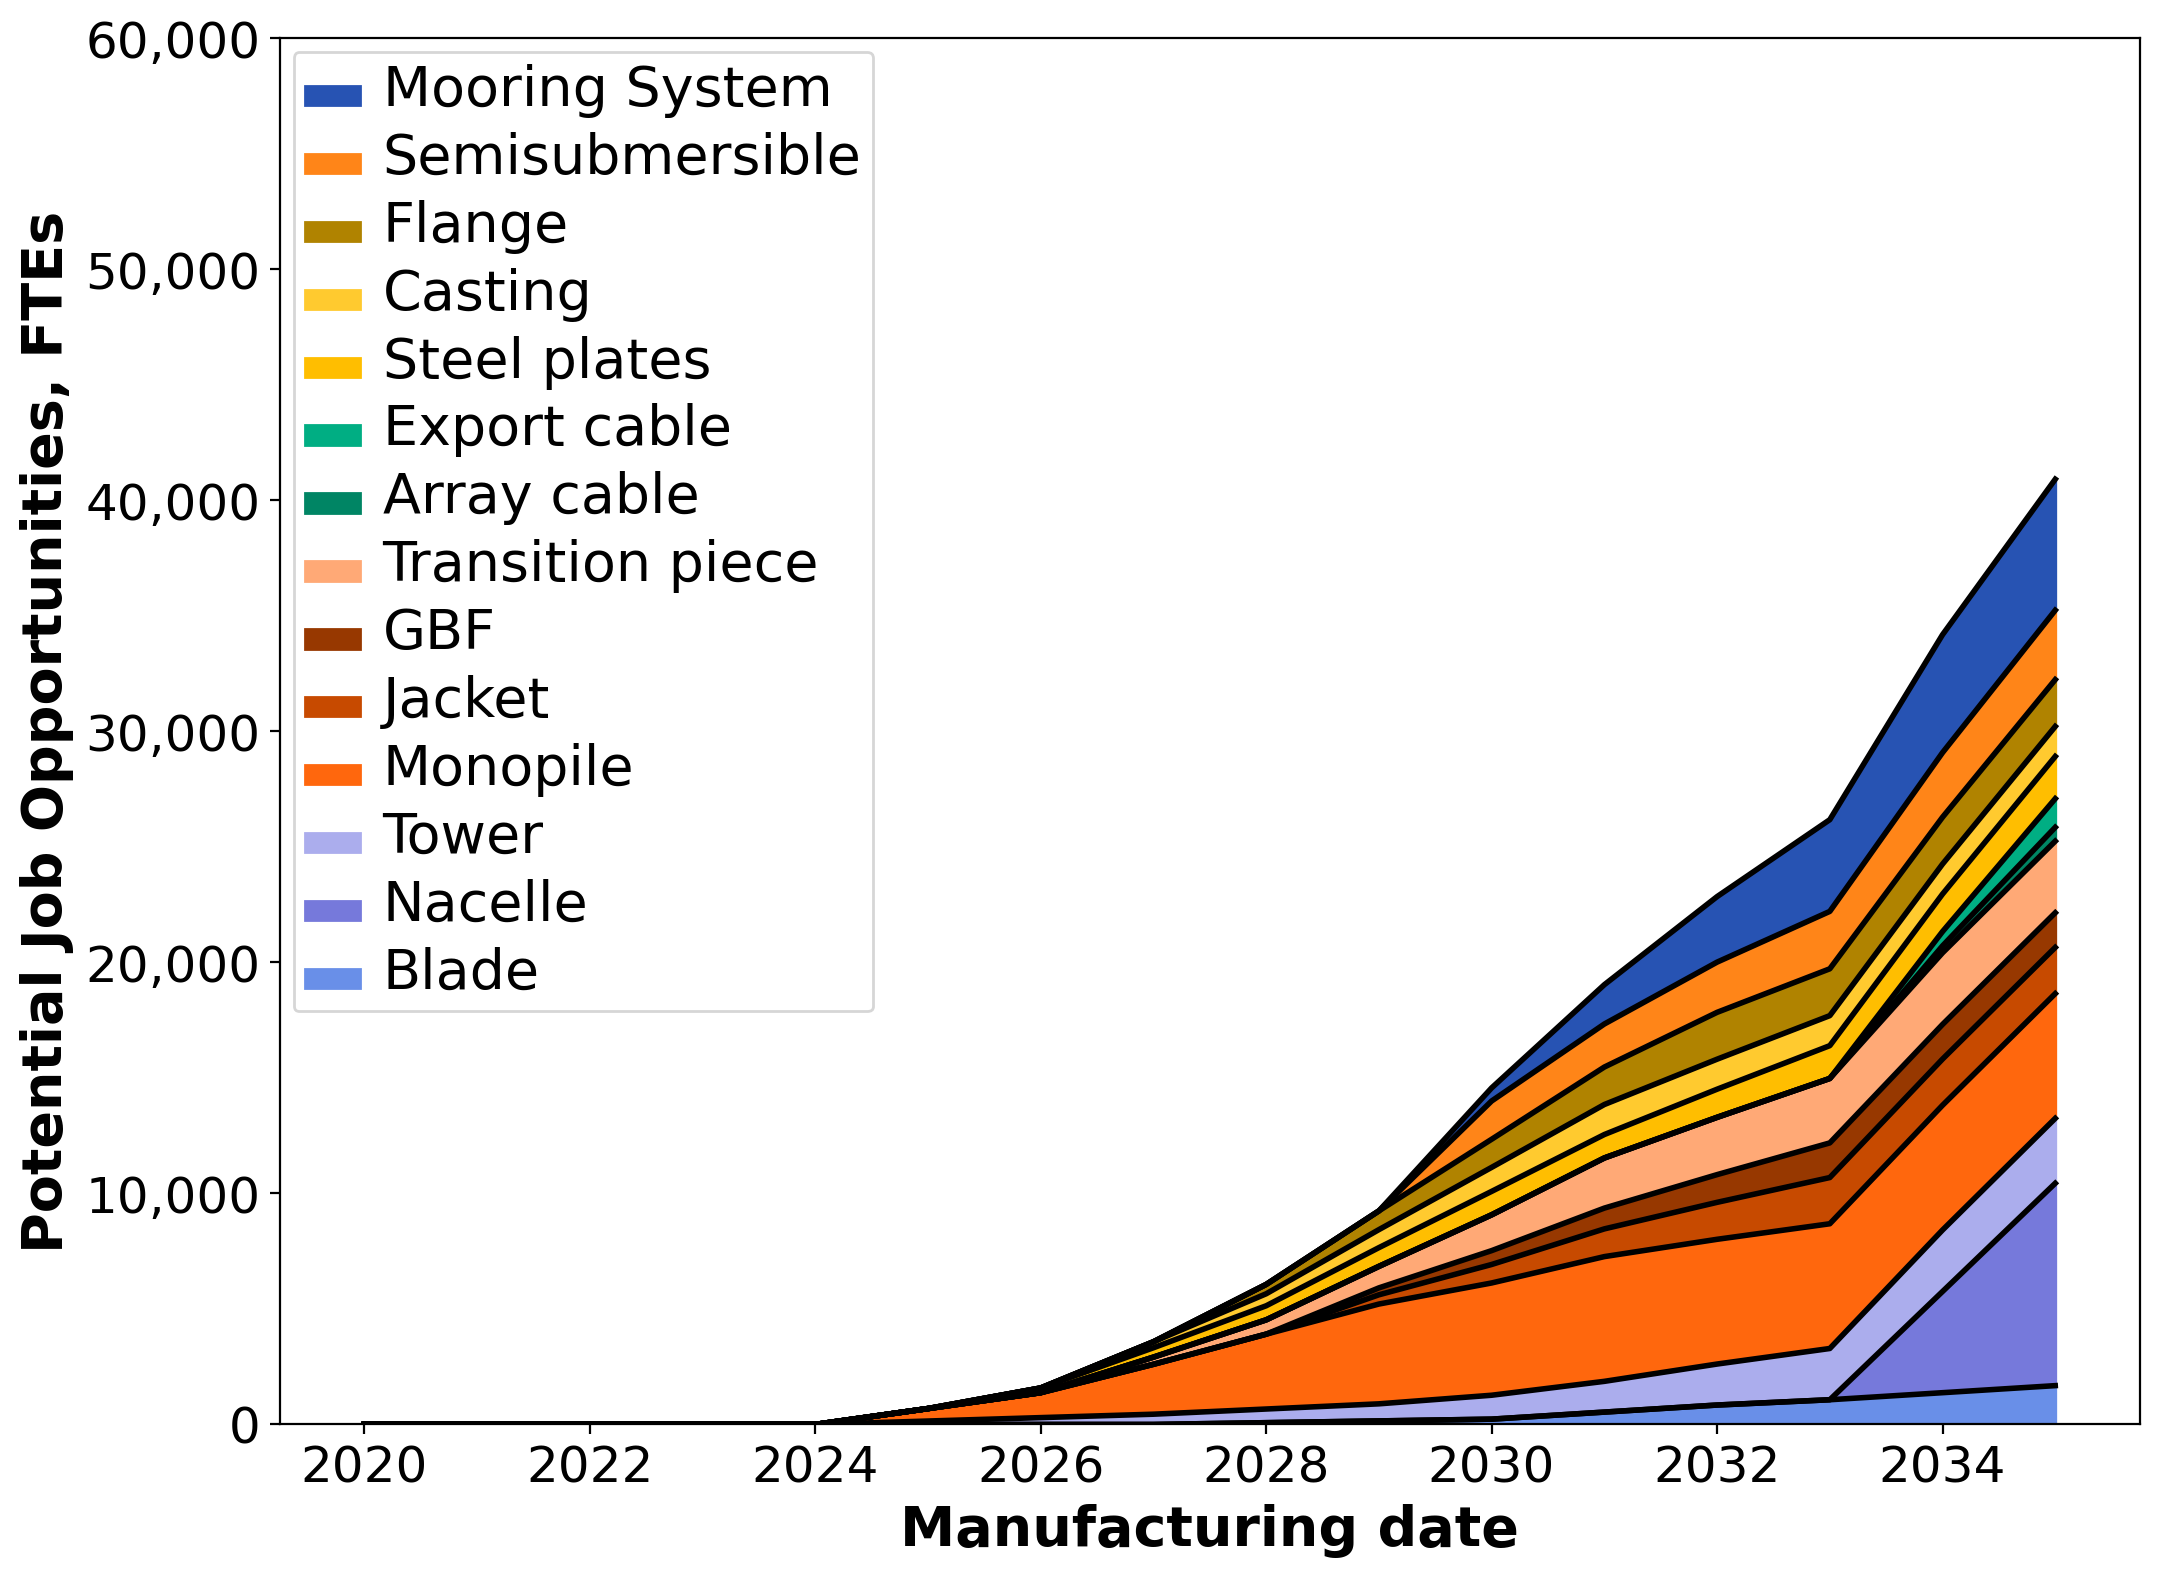 60,000
50,000
40,000
30,000
20,000
10,000
0
Potential Job Opportunities, FTEs
Mooring System
Semisubmersible
Flange
Casting
Steel plates
Export cable
Array cable
Transition piece
GBF
Jacket
Monopile
Tower
Nacelle
Blade
2020 2022 2024 2026 2028 2030 2032 2034
Manufacturing date